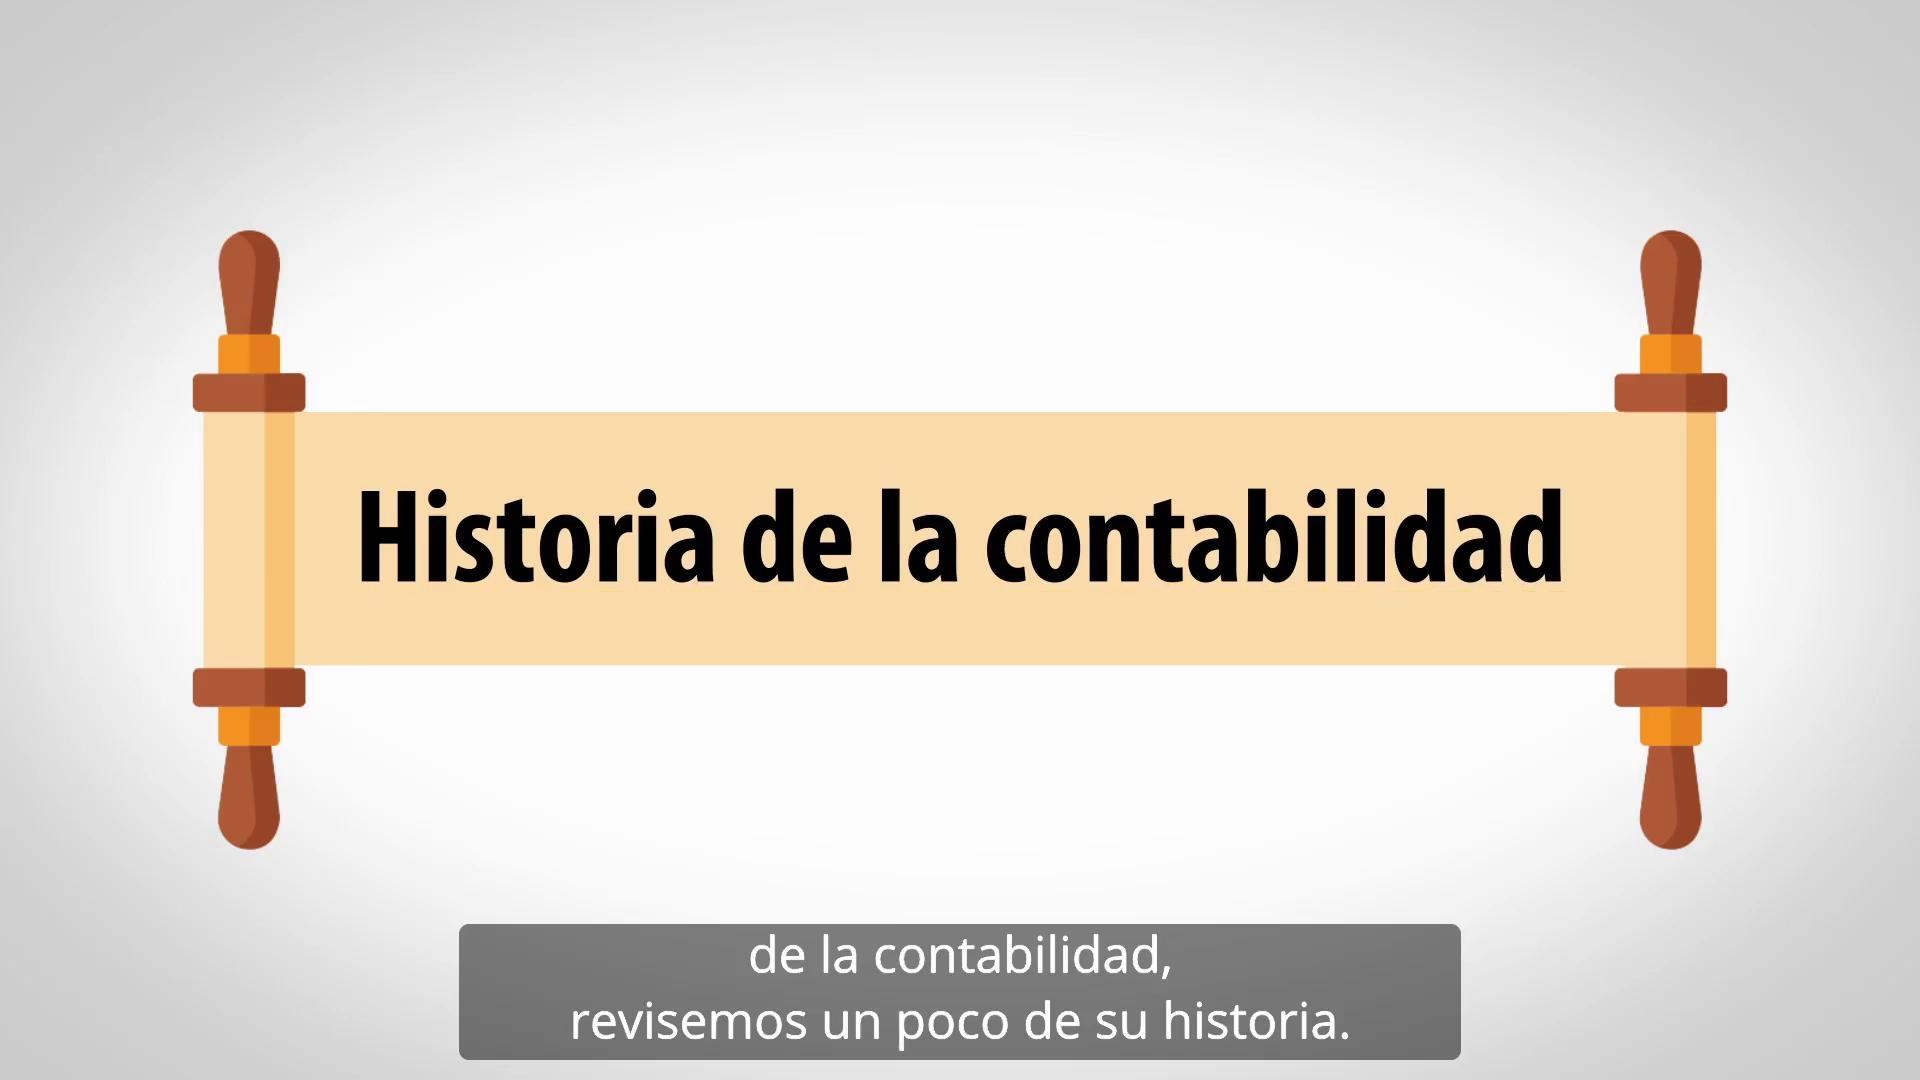 Historia de la contabilidad
de la contabilidad,
revisemos un poco de su historia.